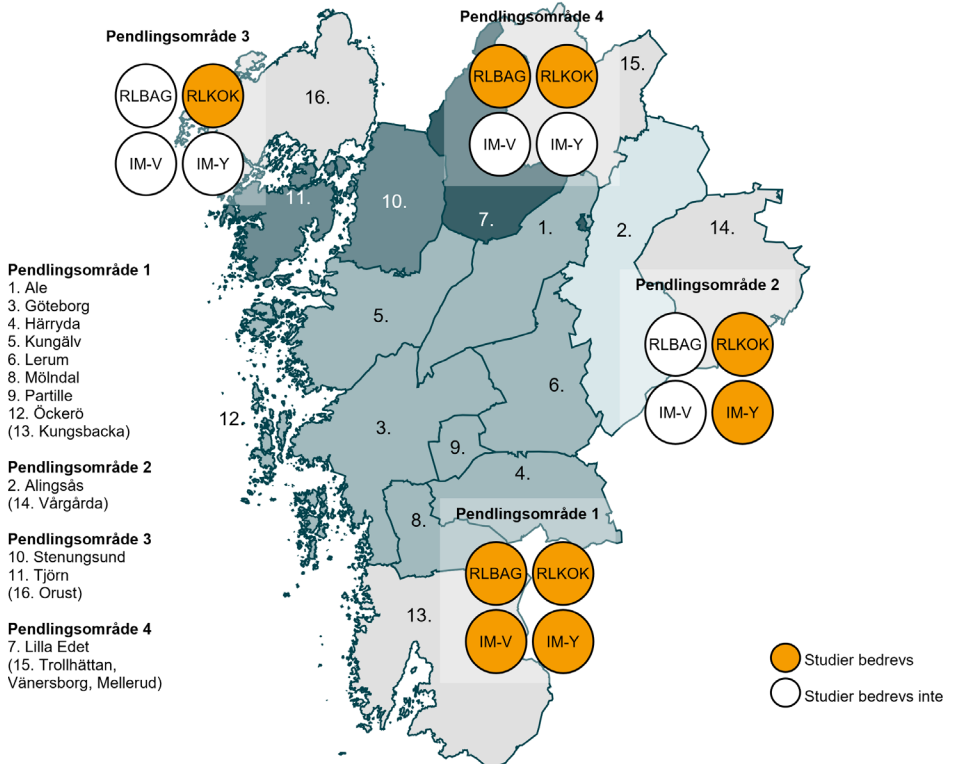 Pendlingsområde 4
Pendlingsområde 3
RLBAG
RLKOK
IM-V
IM-Y
RLBAG
RLKOK
IM-V
IM-Y
16.
15.
11.
10.
7.
1.
2.
14.
Pendlingsområde 1
1. Ale
3. Göteborg
4. Härryda
5. Kungälv
6. Lerum
8. Mölndal
9. Partille
12. Öckerö
(13. Kungsbacka)
Pendlingsområde 2
2. Alingsås
(14. Vårgårda)
Pendlingsområde 3
10. Stenungsund
11. Tjörn
(16. Orust)
Pendlingsområde 4
7. Lilla Edet
(15. Trollhättan,
Vänersborg, Mellerud)
Pendlingsområde 2
RLBAG
RLKOK
IM-V
IM-Y
5.
6.
12.
3.
9.
4.
8.
13.
Pendlingsområde 1
RLBAG
RLKOK
IM-V
IM-Y
Studier bedrevs
Studier bedrevs inte